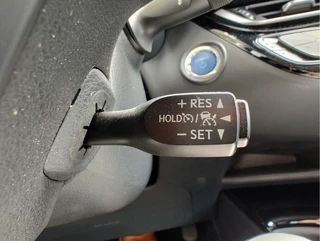 + RES ▲
HOLD / ◄
− SET ▼